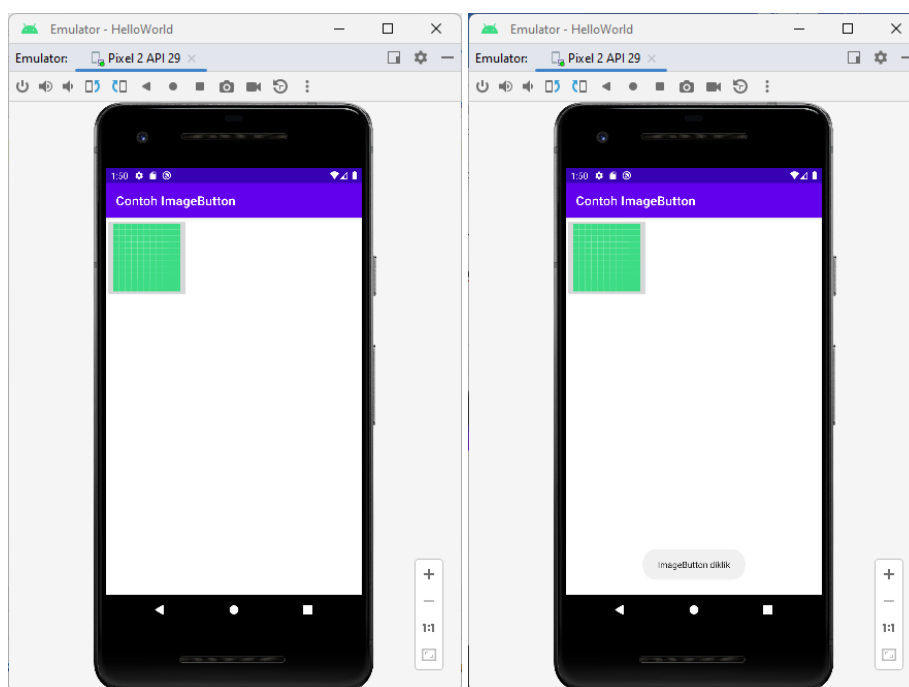 Emulator - HelloWorld
Emulator: Pixel 2 API 29
1:50
Contoh ImageButton
1:1
Emulator - HelloWorld
Emulator: Pixel 2 API 29
1:50
Contoh ImageButton
ImageButton diklik
1:1